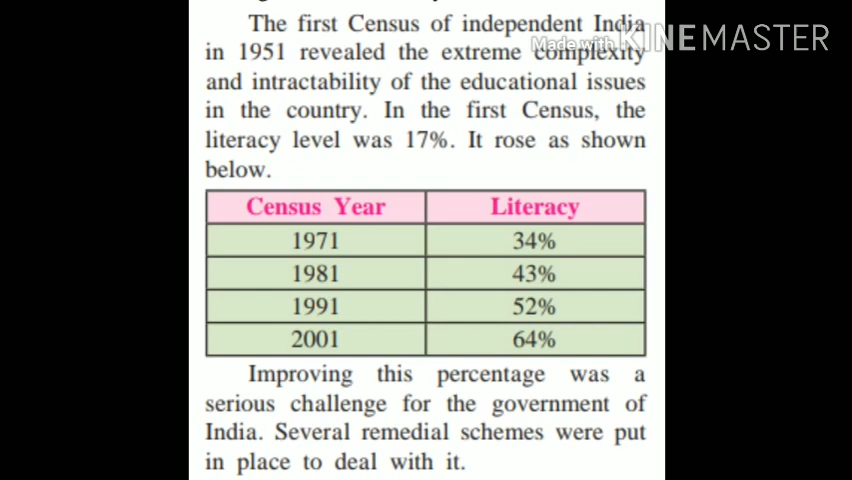 The first Census of independent India
in 1951 revealed the extreme complexity
and intractability of the educational issues
in the country. In the first Census, the
literacy level was 17%. It rose as shown
below.
Census Year Literacy
1971 34%
1981 43%
1991 52%
2001 64%
Improving this percentage was a
serious challenge for the government of
India. Several remedial schemes were put
in place to deal with it.
Made with KINEMASTER